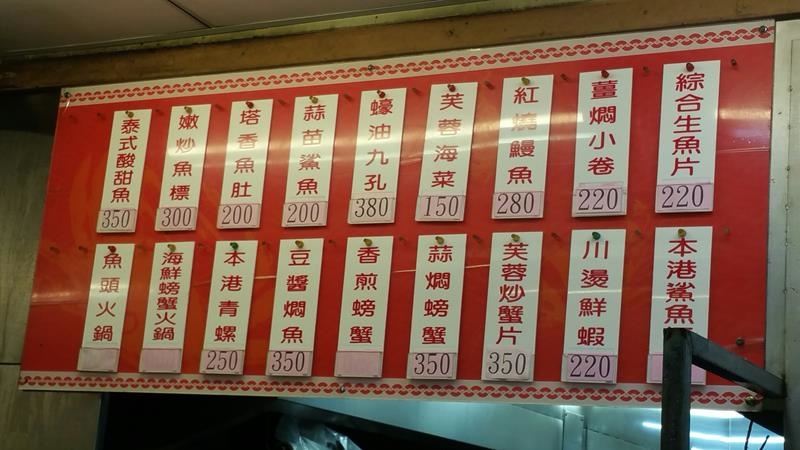 綜合生魚片 220
薑燜小卷 220
紅燒鰻魚 280
芙蓉海菜 150
蠔油九孔 380
蒜苗鯊魚 200
塔香魚肚 200
嫩炒魚標 300
泰式酸甜魚 350
本港鯊魚
川燙鮮蝦 220
芙蓉炒蟹片 350
蒜燜螃蟹 350
香煎螃蟹
豆醬燜魚 350
本港青螺 250
海鮮螃蟹火鍋
魚頭火鍋